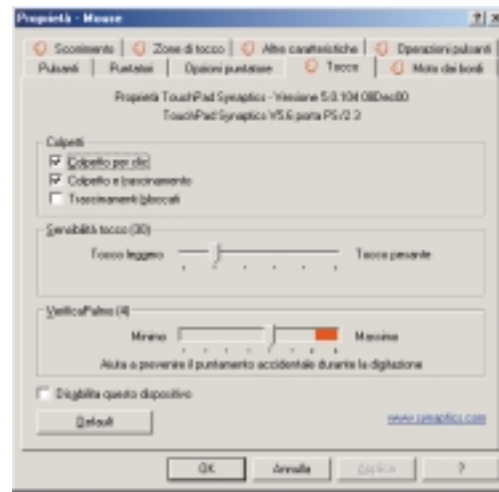 Proprietà - Mouse
Scorrimento Zone di tocco Altre caratteristiche Operazioni pulsanti
Pulsanti Puntatori Opzioni puntatore Tocco Moto dei bordi
Proprietà TouchPad Synaptics - Versione 5.0.104 08Dec00
TouchPad Synaptics V5.6 porta PS/2 3
Colpetti
Colpetto per clic
Colpetto e trascinamento
Trascinamenti bloccati
Sensibilità tocco (30)
Tocco leggero Tocco pesante
VerificaPalmo (4)
Minimo Massimo
Aiuta a prevenire il puntamento accidentale durante la digitazione
Disabilita questo dispositivo
Default www.synaptics.com
OK Annulla Applica ?